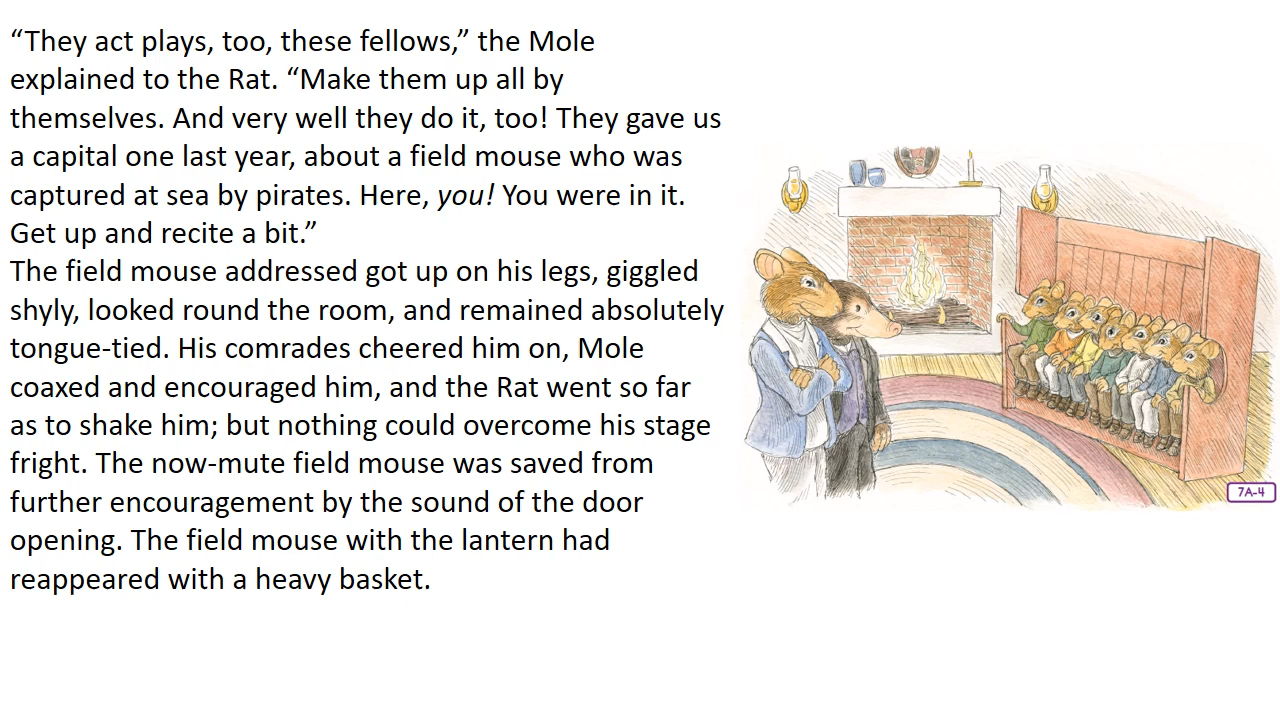 “They act plays, too, these fellows,” the Mole
explained to the Rat. “Make them up all by
themselves. And very well they do it, too! They gave us
a capital one last year, about a field mouse who was
captured at sea by pirates. Here, you! You were in it.
Get up and recite a bit.”
The field mouse addressed got up on his legs, giggled
shyly, looked round the room, and remained absolutely
tongue-tied. His comrades cheered him on, Mole
coaxed and encouraged him, and the Rat went so far
as to shake him; but nothing could overcome his stage
fright. The now-mute field mouse was saved from
further encouragement by the sound of the door
opening. The field mouse with the lantern had
reappeared with a heavy basket.
7A-4